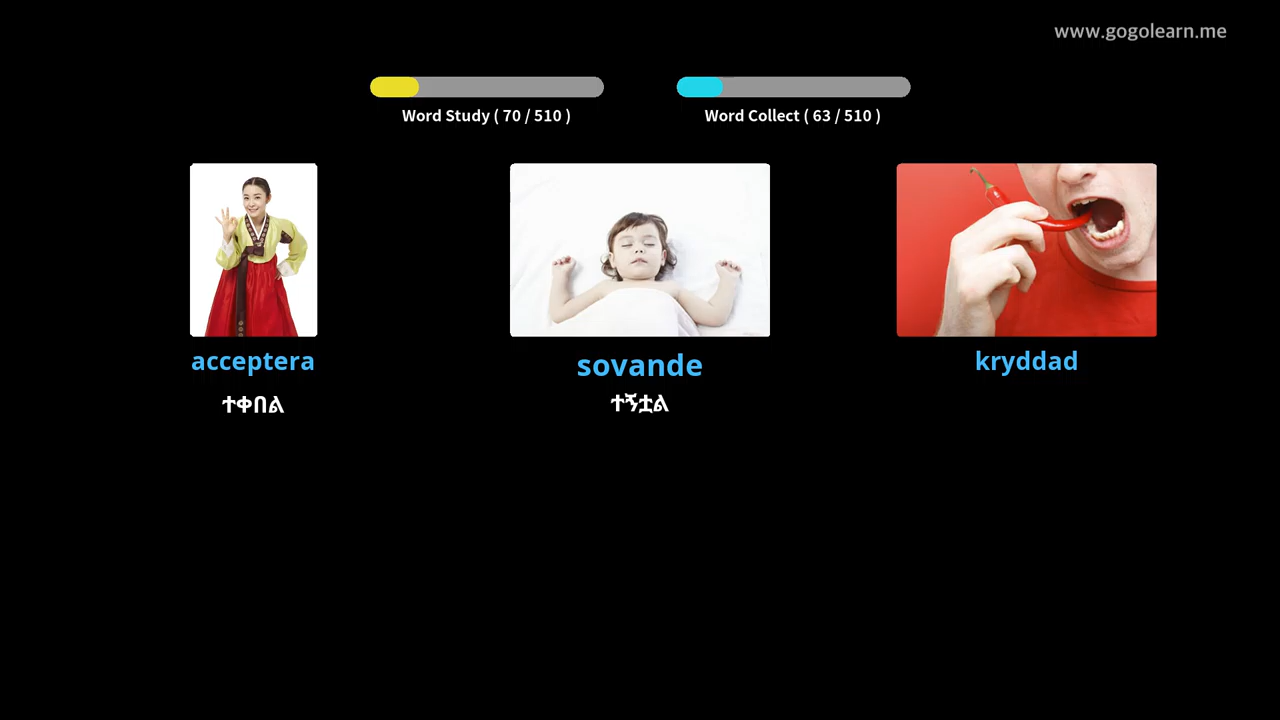 www.gogolearn.me
Word Study ( 70 / 510 )
Word Collect ( 63 / 510 )
acceptera
sovande
kryddad
ተቀበል
ተኝቷል